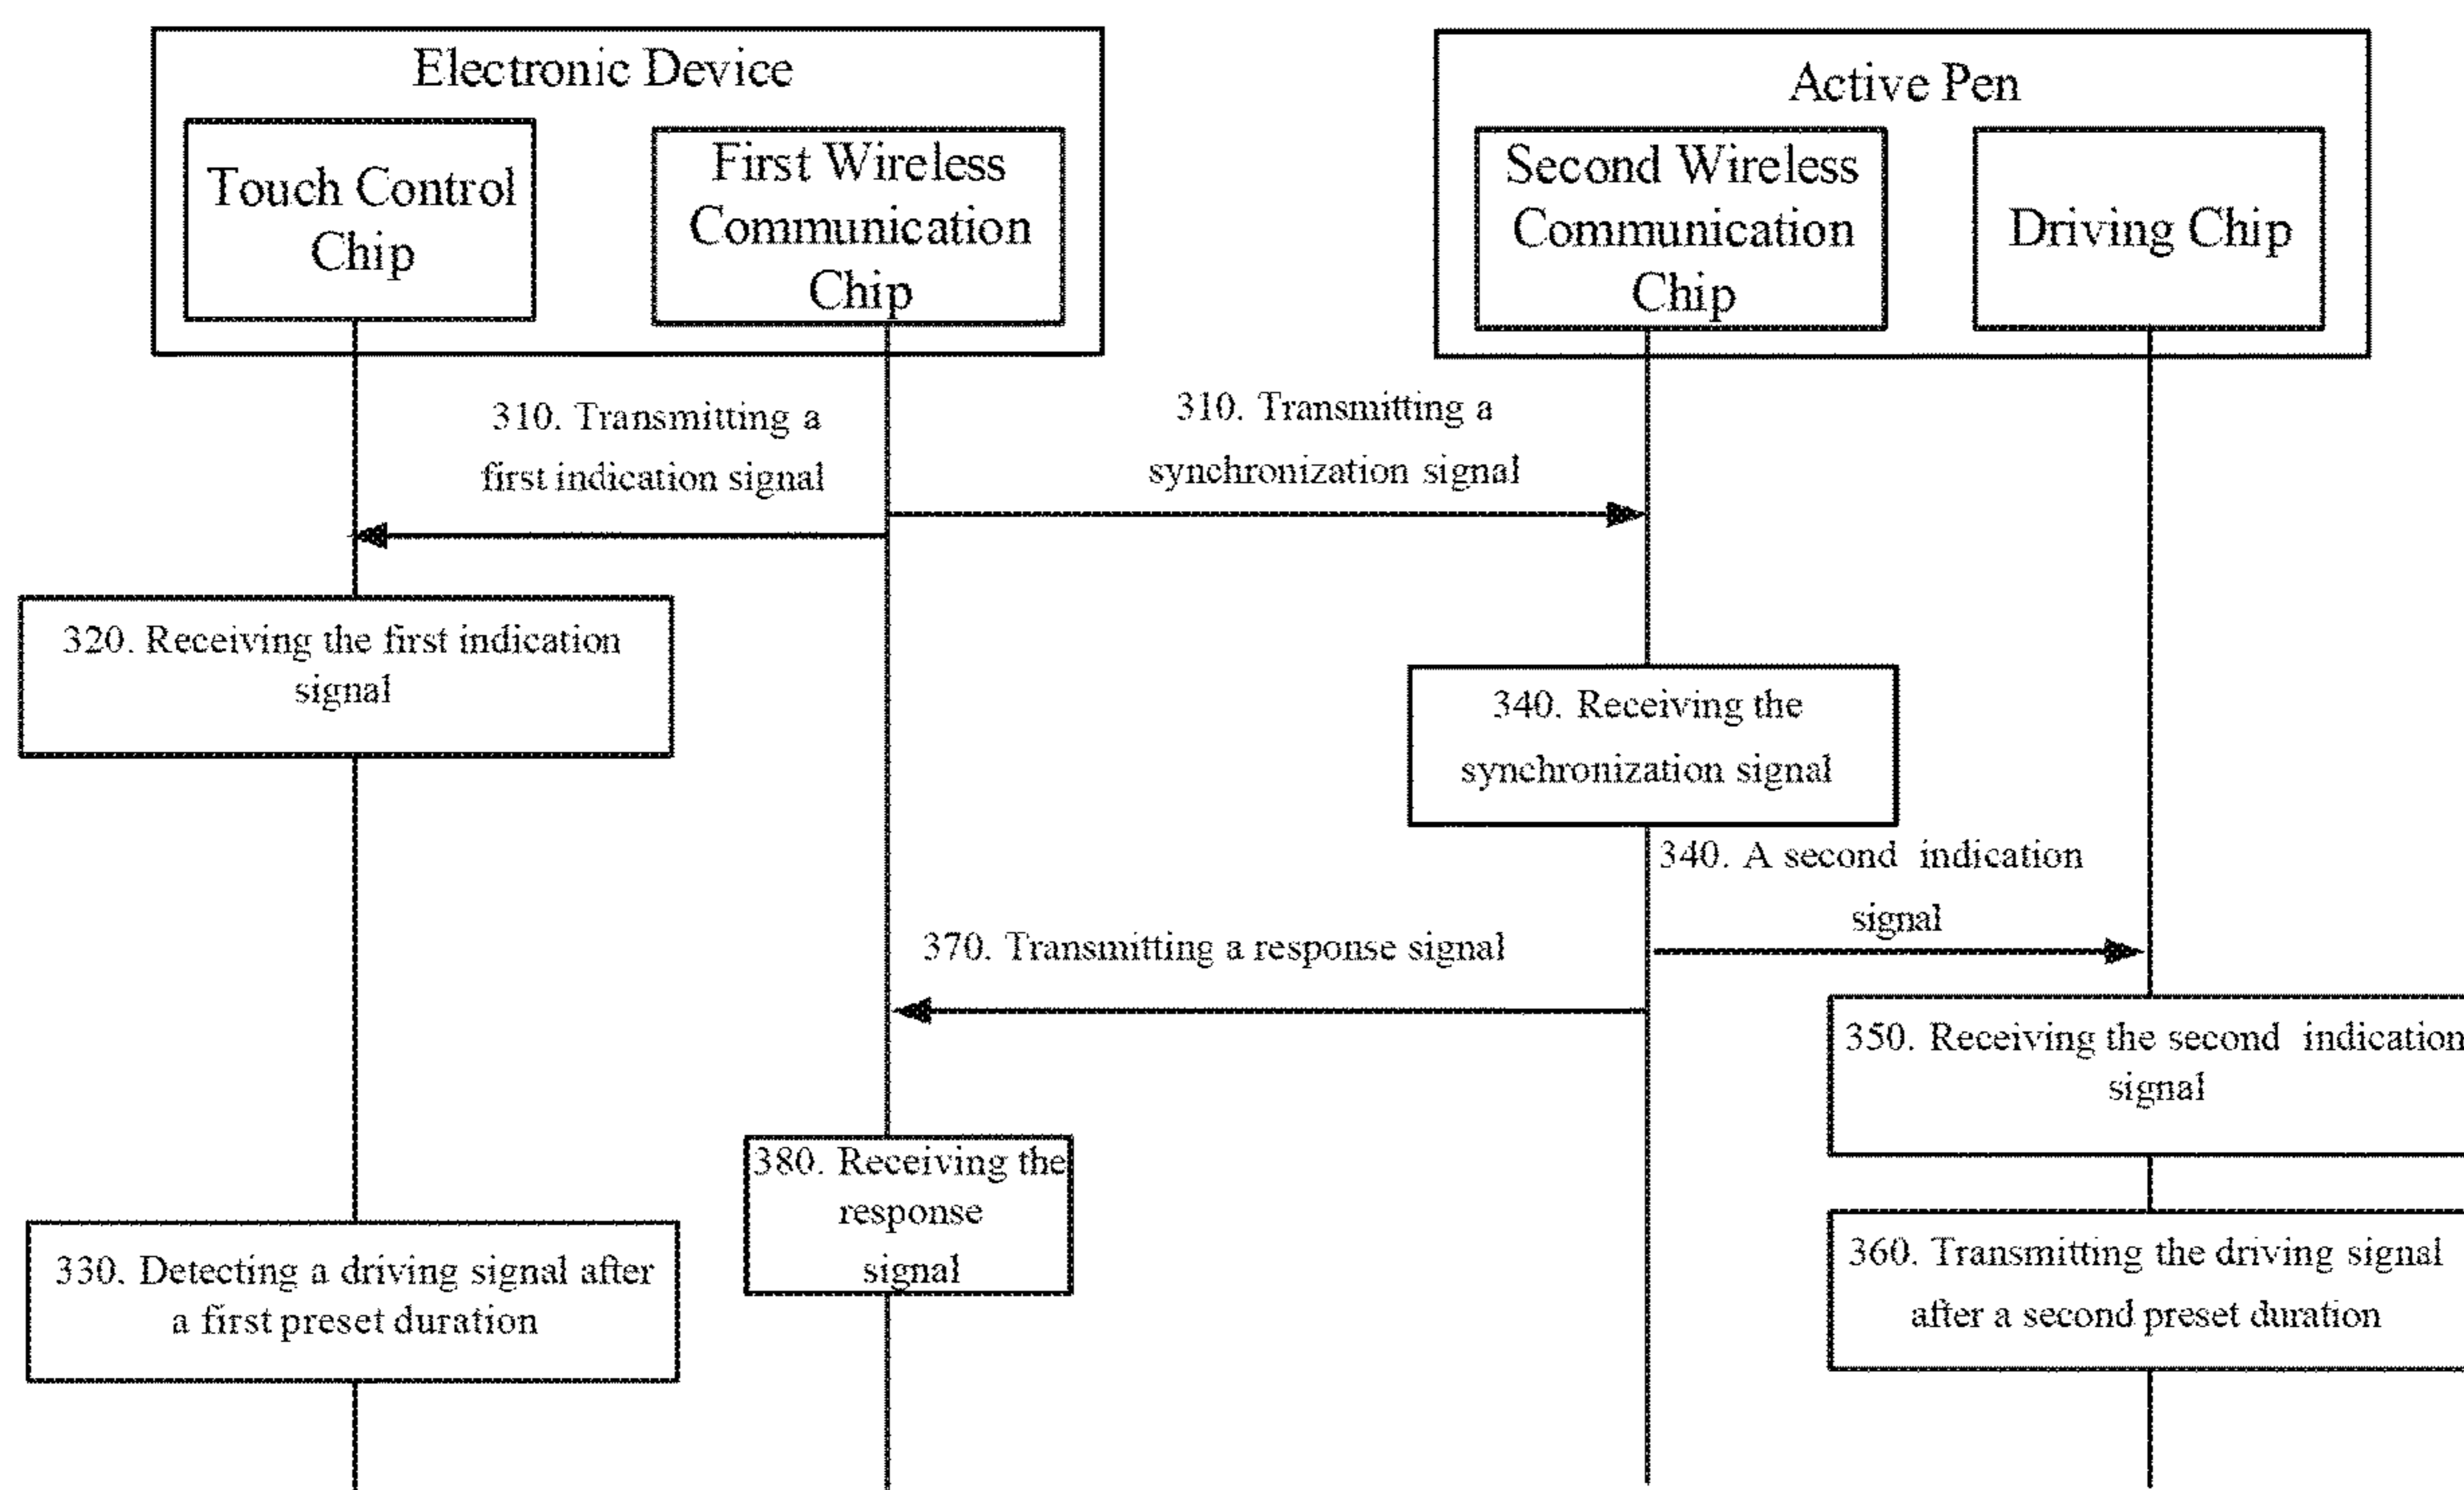 Electronic Device
Active Pen
Touch Control
Chip
First Wireless
Communication
Chip
Second Wireless
Communication
Chip
Driving Chip
310. Transmitting a
first indication signal
310. Transmitting a
synchronization signal
320. Receiving the first indication
signal
340. Receiving the
synchronization signal
340. A second indication
signal
370. Transmitting a response signal
350. Receiving the second indication
signal
380. Receiving the
response
signal
330. Detecting a driving signal after
a first preset duration
360. Transmitting the driving signal
after a second preset duration